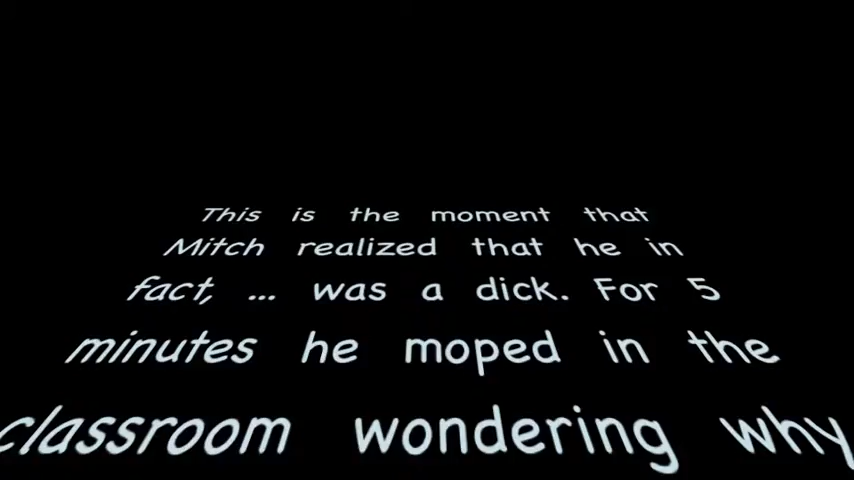 This is the moment that
Mitch realized that he in
fact, ... was a dick. For 5
minutes he moped in the
classroom wondering why